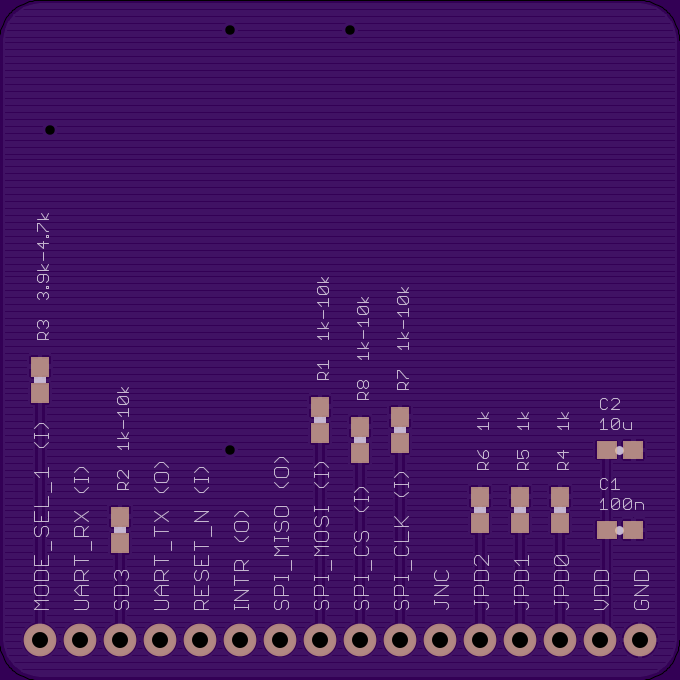 R3 3.9k-4.7k
MODE_SEL_1 (I)
UART_RX (I)
R2 1k-10k
SD3
UART_TX (O)
RESET_N (I)
INTR (O)
SPI_MISO (O)
R1 1k-10k
SPI_MOSI (I)
R8 1k-10k
SPI_CS (I)
R7 1k-10k
SPI_CLK (I)
JNC
R6 1k
JPD2
R5 1k
JPD1
R4 1k
JPD0
C2
10u
C1
100n
VDD
GND